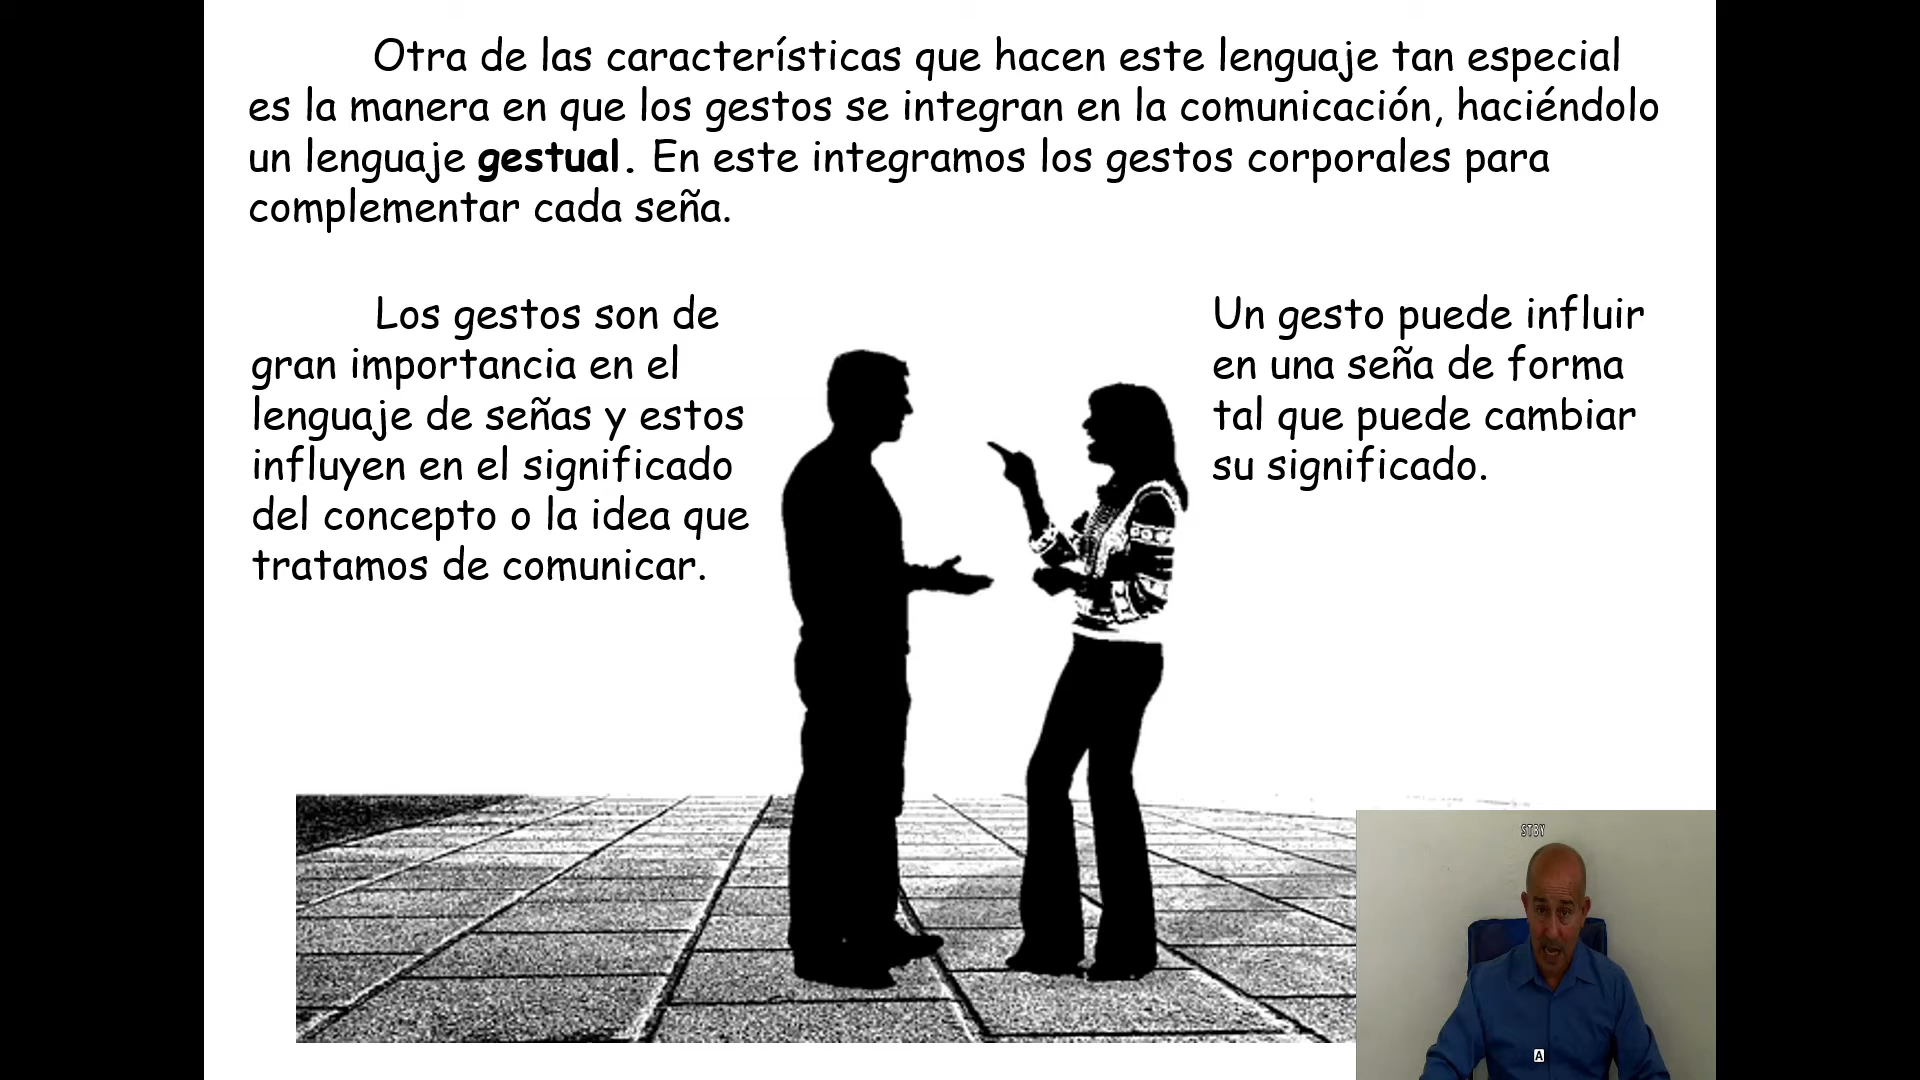 Otra de las características que hacen este lenguaje tan especial
es la manera en que los gestos se integran en la comunicación, haciéndolo
un lenguaje gestual. En este integramos los gestos corporales para
complementar cada seña.
Los gestos son de
gran importancia en el
lenguaje de señas y estos
influyen en el significado
del concepto o la idea que
tratamos de comunicar.
Un gesto puede influir
en una seña de forma
tal que puede cambiar
su significado.
STBY
A